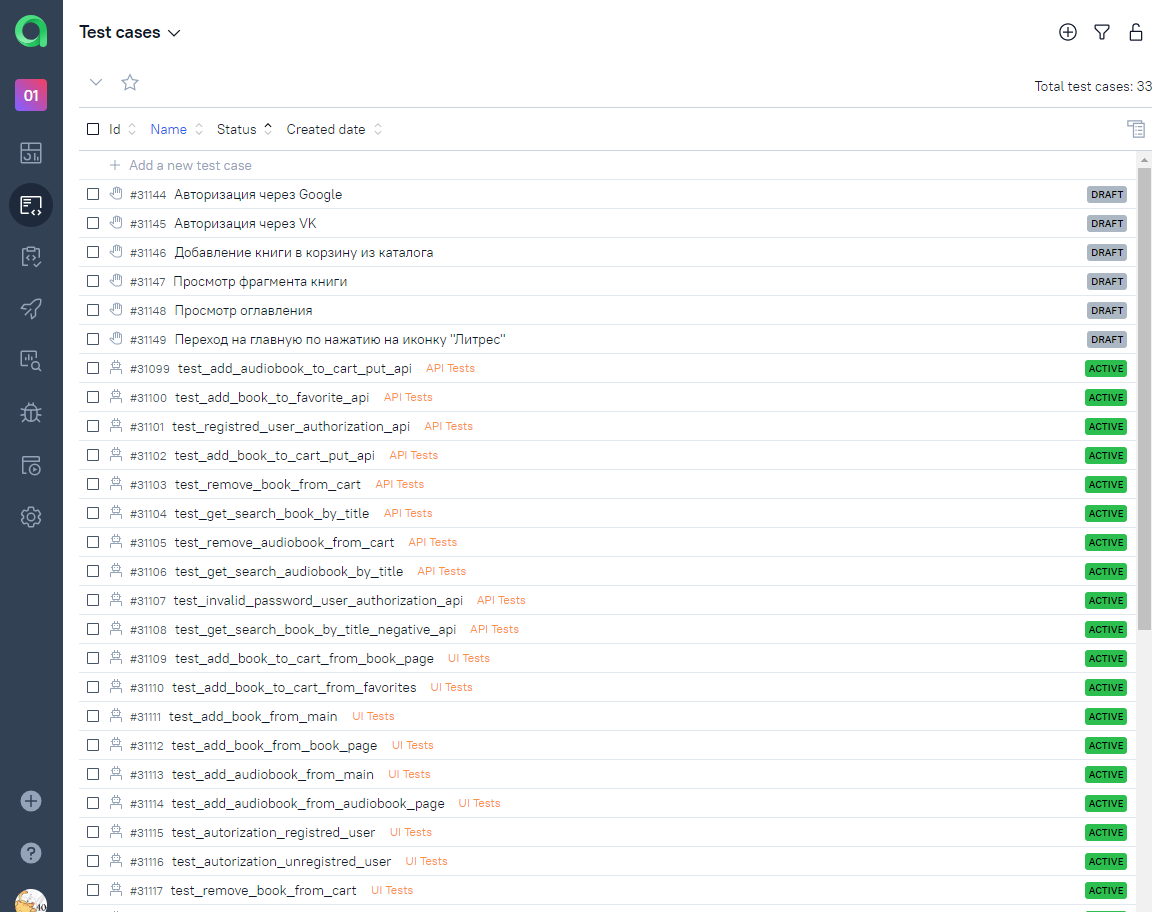 Test cases
01
Total test cases: 33
Id Name Status Created date
Add a new test case
#31144 Авторизация через Google DRAFT
#31145 Авторизация через VK DRAFT
#31146 Добавление книги в корзину из каталога DRAFT
#31147 Просмотр фрагмента книги DRAFT
#31148 Просмотр оглавления DRAFT
#31149 Переход на главную по нажатию на иконку "Литрес" DRAFT
#31099 test_add_audiobook_to_cart_put_api API Tests ACTIVE
#31100 test_add_book_to_favorite_api API Tests ACTIVE
#31101 test_registred_user_authorization_api API Tests ACTIVE
#31102 test_add_book_to_cart_put_api API Tests ACTIVE
#31103 test_remove_book_from_cart API Tests ACTIVE
#31104 test_get_search_book_by_title API Tests ACTIVE
#31105 test_remove_audiobook_from_cart API Tests ACTIVE
#31106 test_get_search_audiobook_by_title API Tests ACTIVE
#31107 test_invalid_password_user_authorization_api API Tests ACTIVE
#31108 test_get_search_book_by_title_negative_api API Tests ACTIVE
#31109 test_add_book_to_cart_from_book_page UI Tests ACTIVE
#31110 test_add_book_to_cart_from_favorites UI Tests ACTIVE
#31111 test_add_book_from_main UI Tests ACTIVE
#31112 test_add_book_from_book_page UI Tests ACTIVE
#31113 test_add_audiobook_from_main UI Tests ACTIVE
#31114 test_add_audiobook_from_audiobook_page UI Tests ACTIVE
#31115 test_autorization_registred_user UI Tests ACTIVE
#31116 test_autorization_unregistred_user UI Tests ACTIVE
#31117 test_remove_book_from_cart UI Tests ACTIVE